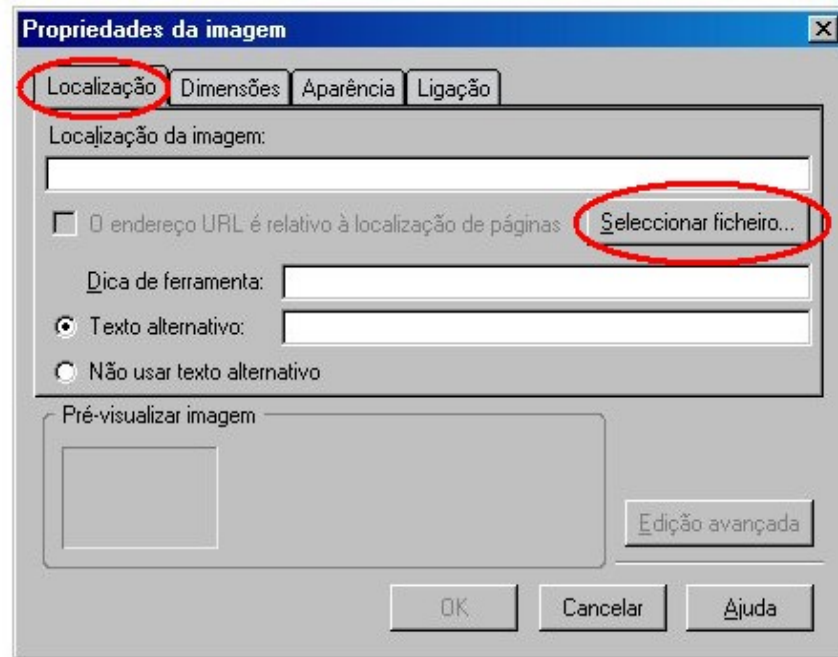 Propriedades da imagem
Localização Dimensões Aparência Ligação
Localização da imagem:
O endereço URL é relativo à localização de páginas Seleccionar ficheiro...
Dica de ferramenta:
Texto alternativo:
Não usar texto alternativo
Pré-visualizar imagem
Edição avançada
OK Cancelar Ajuda